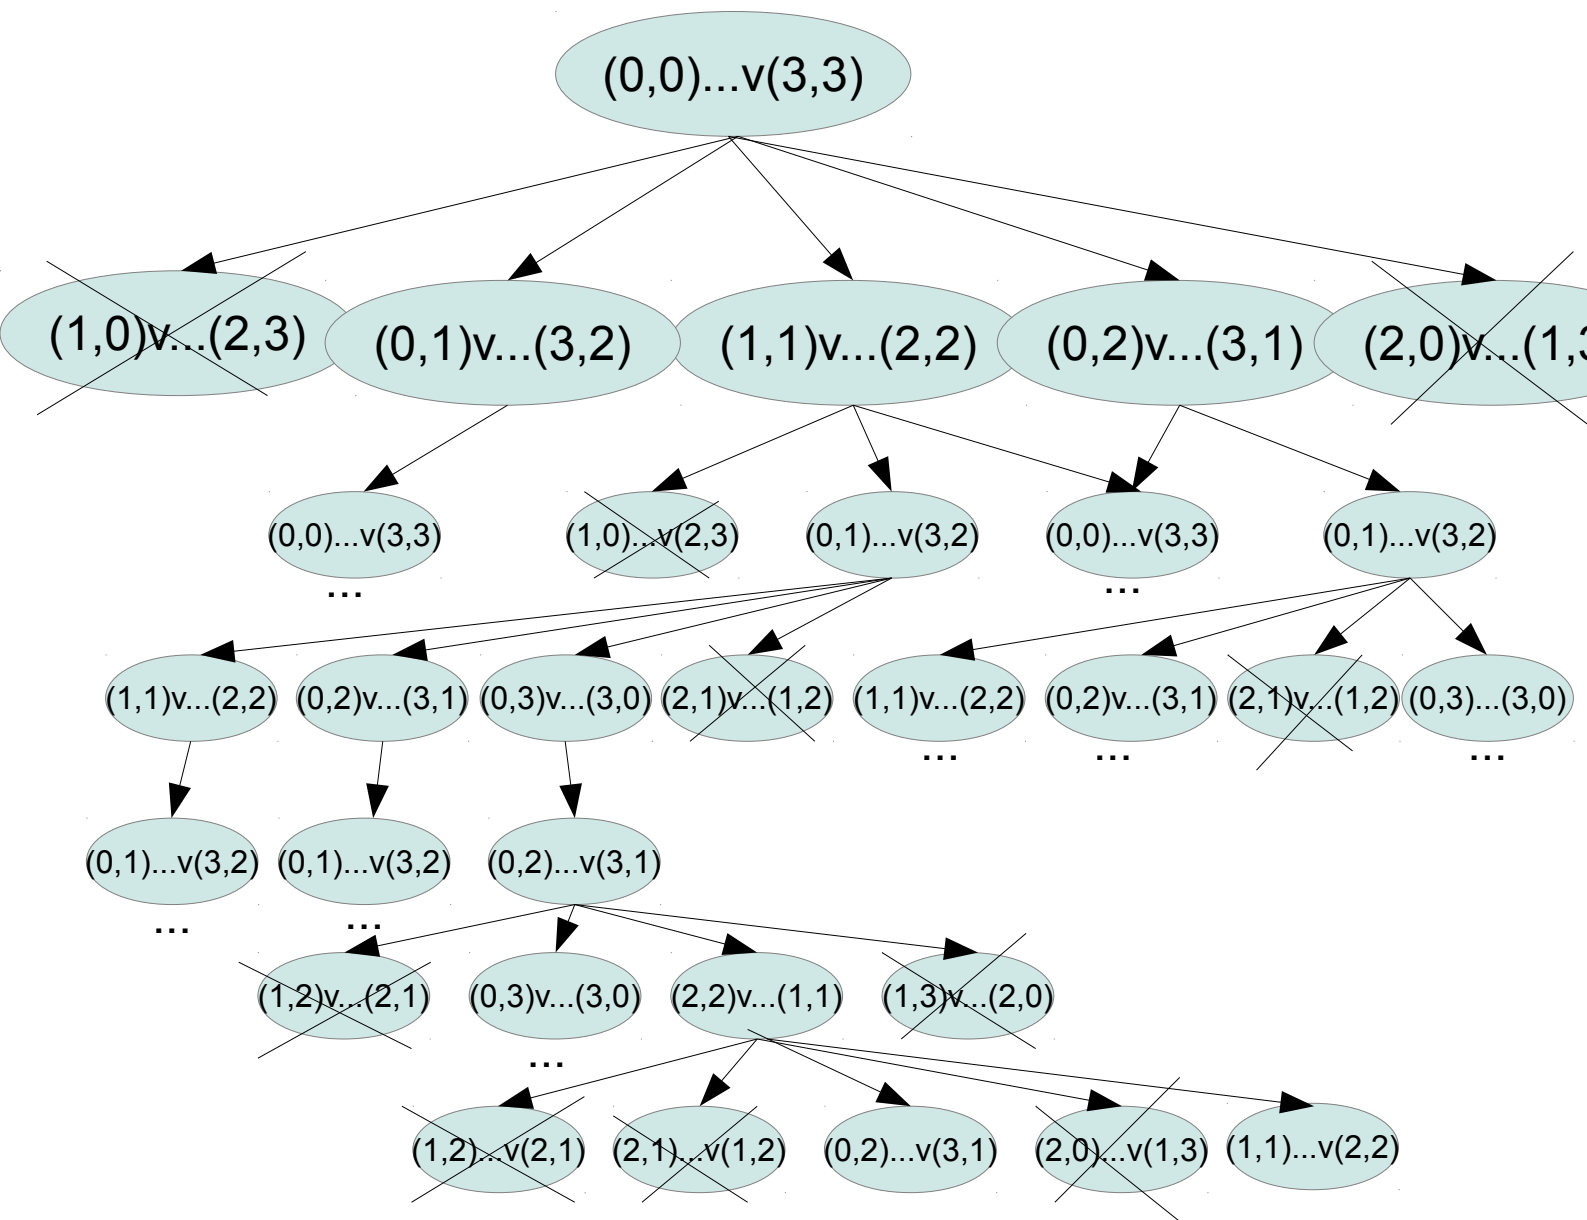 (0,0)...v(3,3)
(1,0)v...(2,3)
(0,1)v...(3,2)
(1,1)v...(2,2)
(0,2)v...(3,1)
(2,0)v...(1,3
(0,0)...v(3,3)
(1,0)...v(2,3)
(0,1)...v(3,2)
(0,0)...v(3,3)
(0,1)...v(3,2)
...
...
(1,1)v...(2,2)
(0,2)v...(3,1)
(0,3)v...(3,0)
(2,1)v...(1,2)
(1,1)v...(2,2)
(0,2)v...(3,1)
(2,1)v...(1,2)
(0,3)...(3,0)
...
...
...
(0,1)...v(3,2)
(0,1)...v(3,2)
(0,2)...v(3,1)
...
...
(1,2)v...(2,1)
(0,3)v...(3,0)
(2,2)v...(1,1)
(1,3)v...(2,0)
...
(1,2)...v(2,1)
(2,1)...v(1,2)
(0,2)...v(3,1)
(2,0)...v(1,3)
(1,1)...v(2,2)